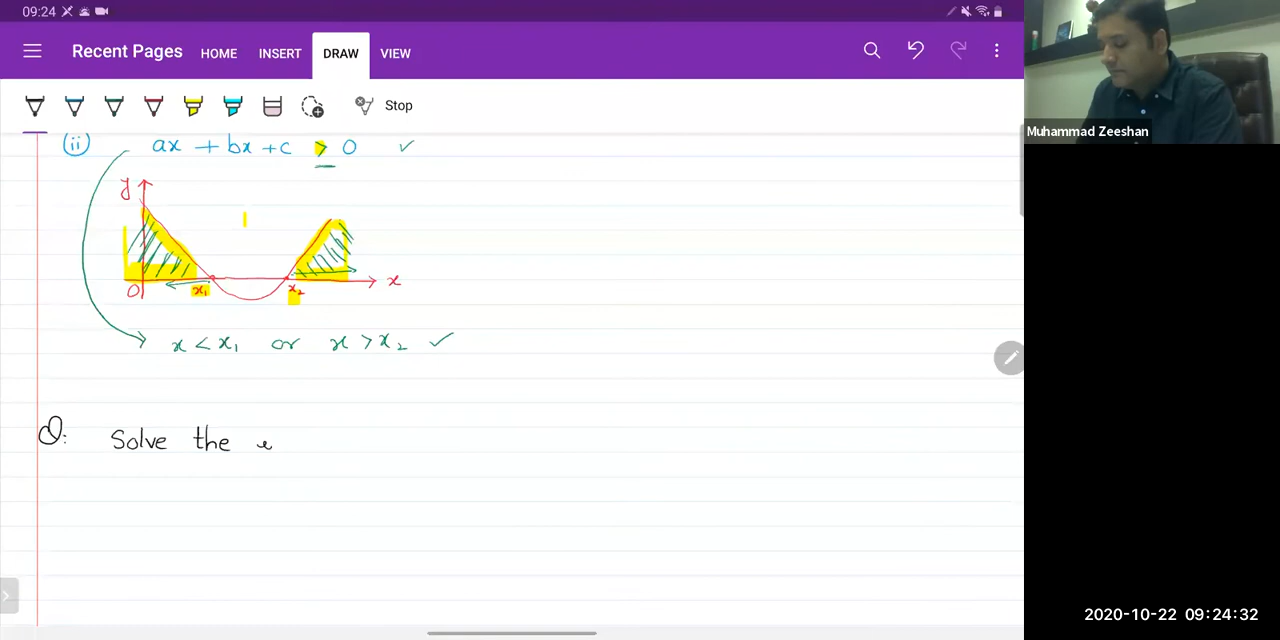 09:24
Recent Pages HOME INSERT DRAW VIEW
Stop
Muhammad Zeeshan
(ii) ax + bx + c > 0 ✓
y
O x₁ x₂ x
x < x₁ or x > x₂ ✓
Q: Solve the
2020-10-22 09:24:32